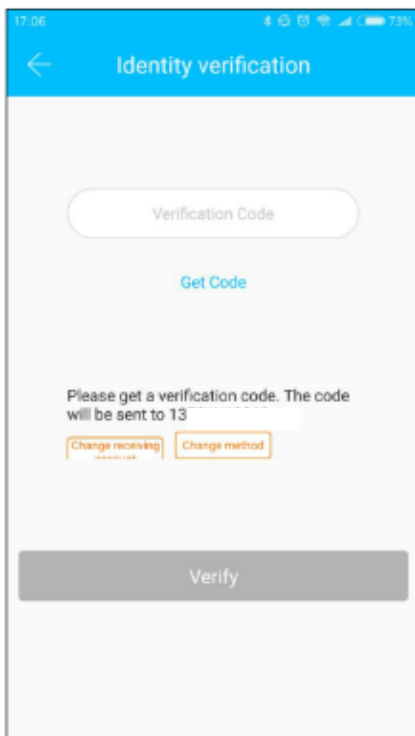 17:06
73%
Identity verification
Verification Code
Get Code
Please get a verification code. The code
will be sent to 13
Change receiving
Change method
Verify